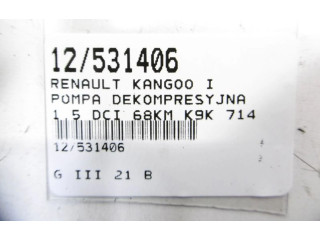 12/531406
RENAULT KANGOO I
POMPA DEKOMPRESYJNA
1.5 DCI 68KM K9K 714
12/531406
G III 21 B